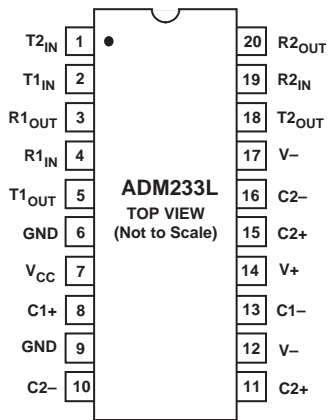 T2IN 1 20 R2OUT
T1IN 2 19 R2IN
R1OUT 3 18 T2OUT
R1IN 4 17 V–
T1OUT 5 ADM233L 16 C2–
TOP VIEW
GND 6 (Not to Scale) 15 C2+
VCC 7 14 V+
C1+ 8 13 C1–
GND 9 12 V–
C2– 10 11 C2+